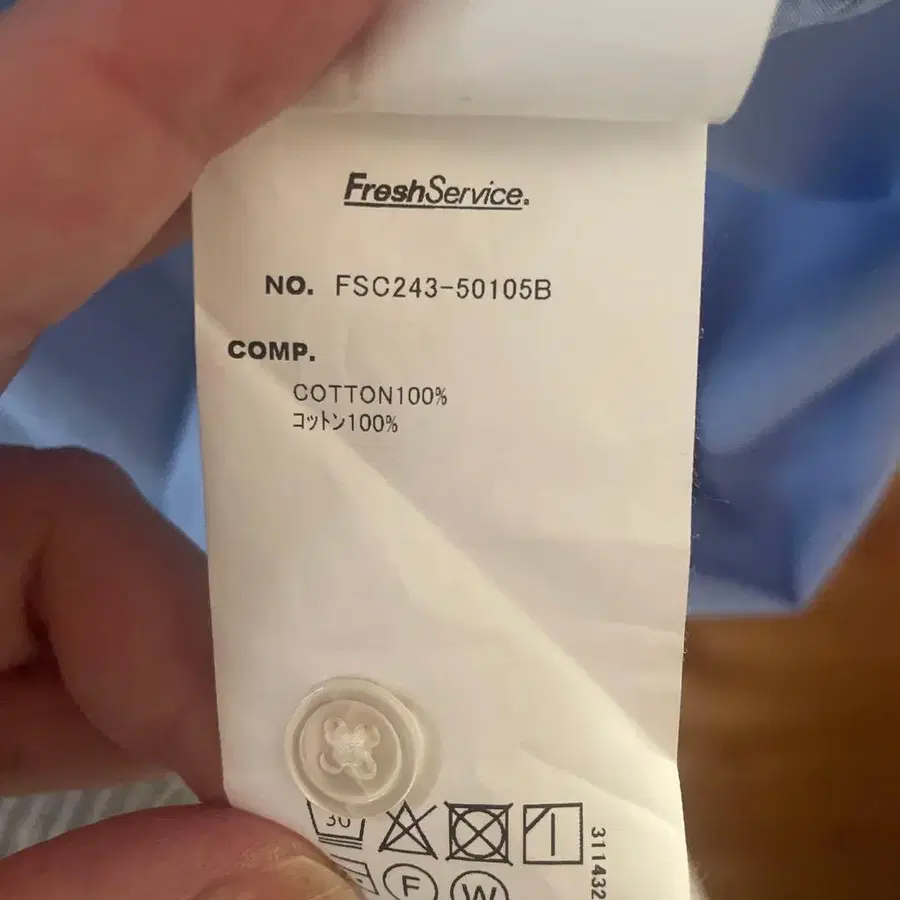 FreshService.
NO. FSC243-50105B
COMP.
COTTON100%
コットン100%
30
311432
F
W